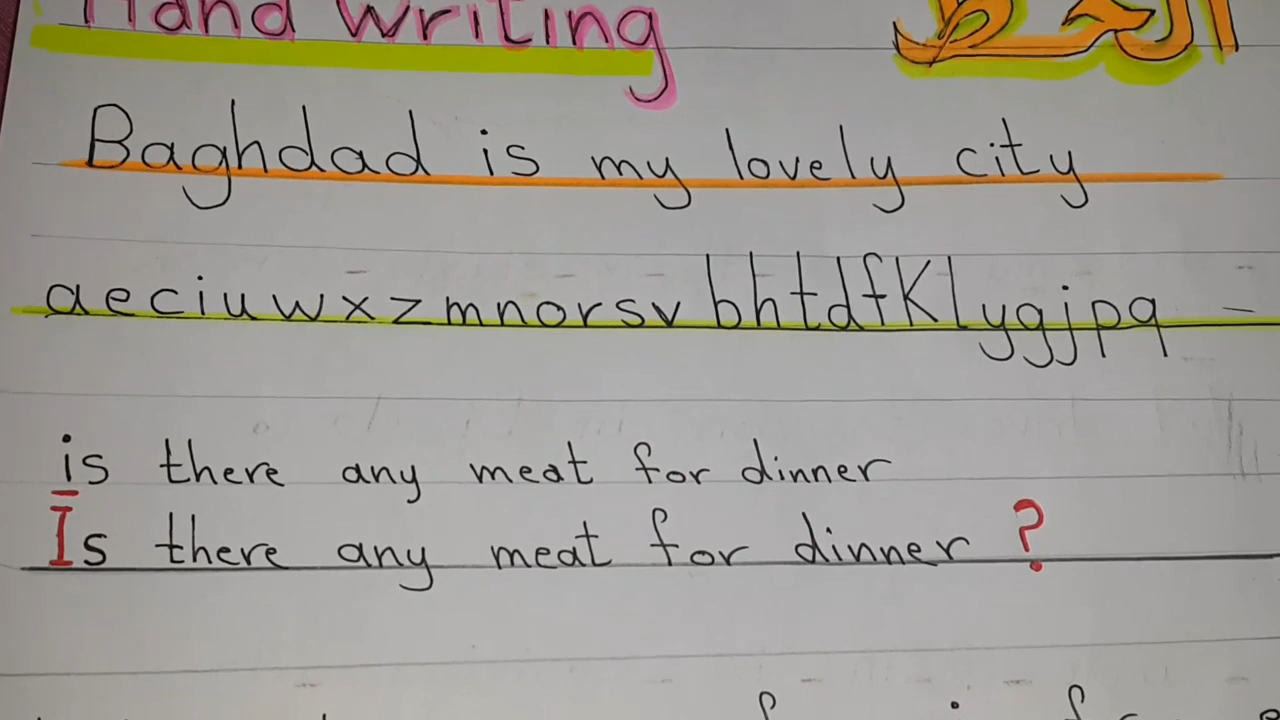 Hand Writing الخط
Baghdad is my lovely city
aeciuwxzmnorsvbhtdfKlygjpq
is there any meat for dinner
Is there any meat for dinner ?